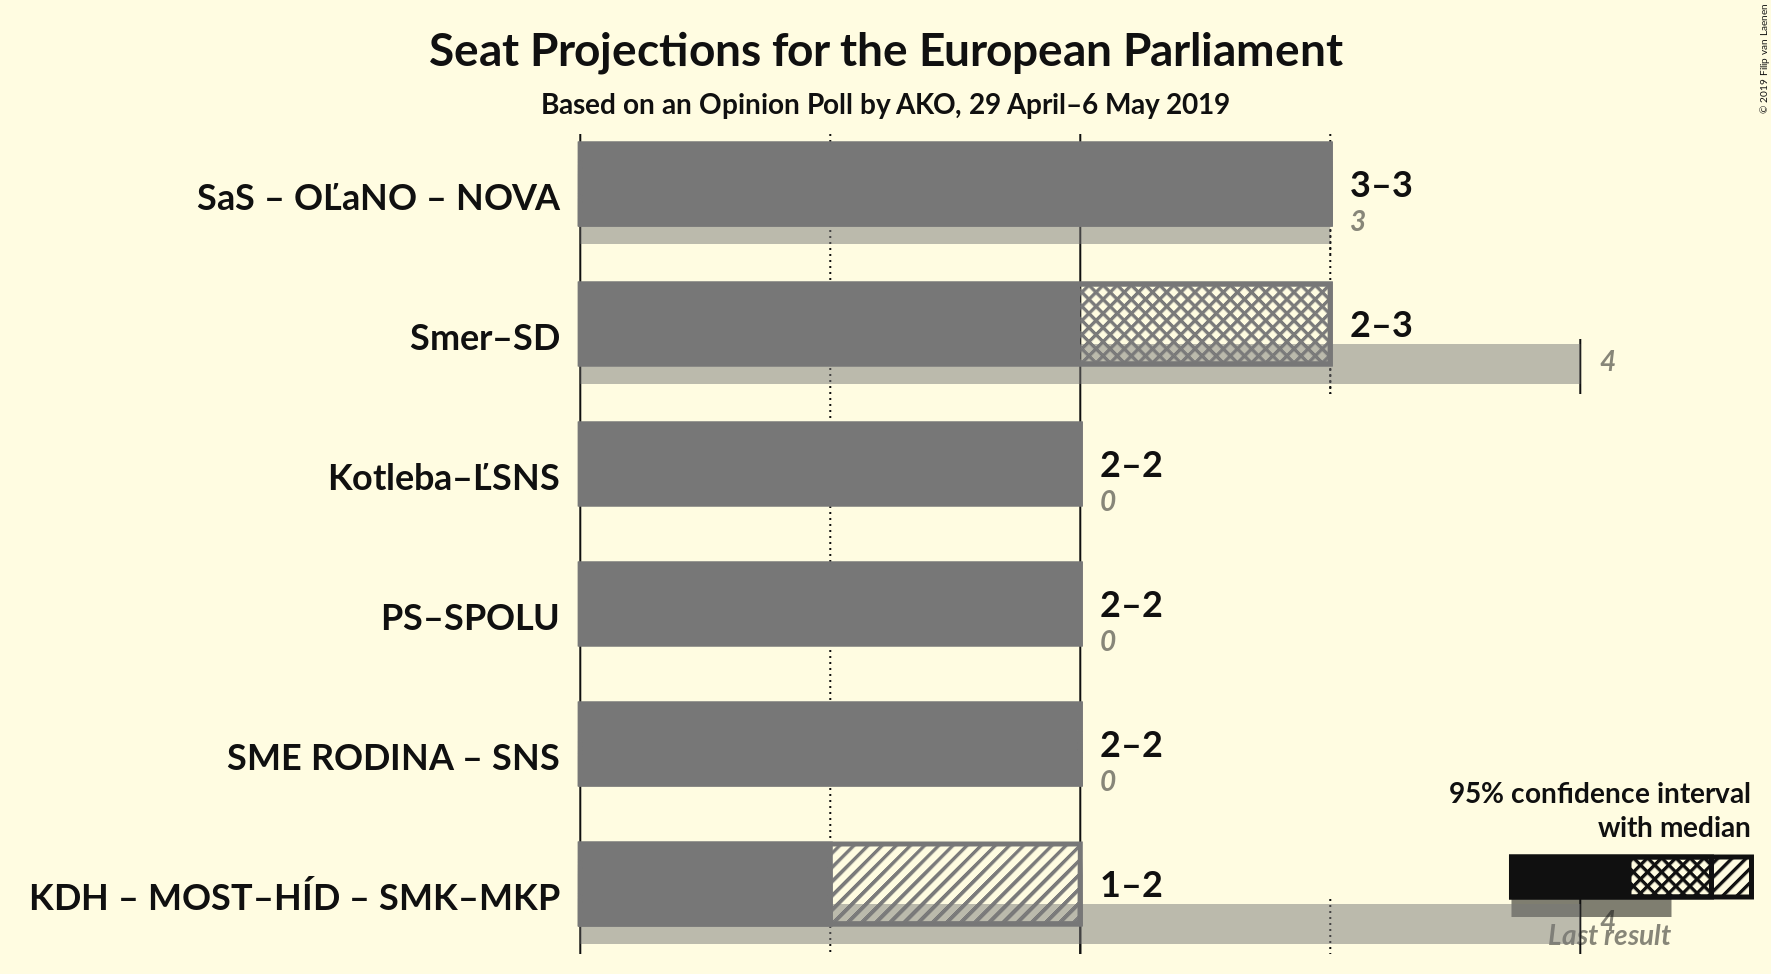 Seat Projections for the European Parliament
Based on an Opinion Poll by AKO, 29 April–6 May 2019
© 2019 Filip van Laenen
SaS – OĽaNO – NOVA
3–3
3
Smer–SD
2–3
4
Kotleba–ĽSNS
2–2
0
PS–SPOLU
2–2
0
SME RODINA – SNS
2–2
0
KDH – MOST–HÍD – SMK–MKP
1–2
4
95% confidence interval
with median
Last result